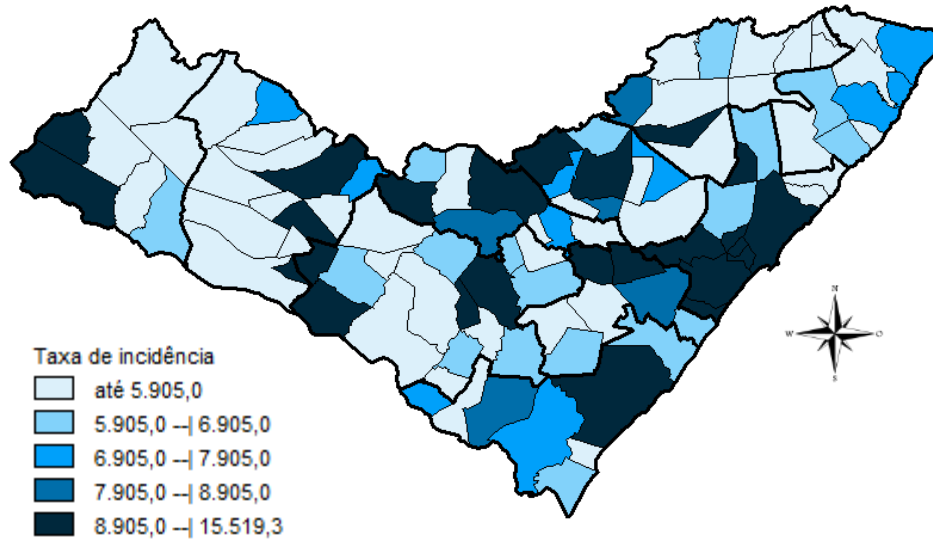 N
W
O
S
Taxa de incidência
até 5.905,0
5.905,0 --| 6.905,0
6.905,0 --| 7.905,0
7.905,0 --| 8.905,0
8.905,0 --| 15.519,3